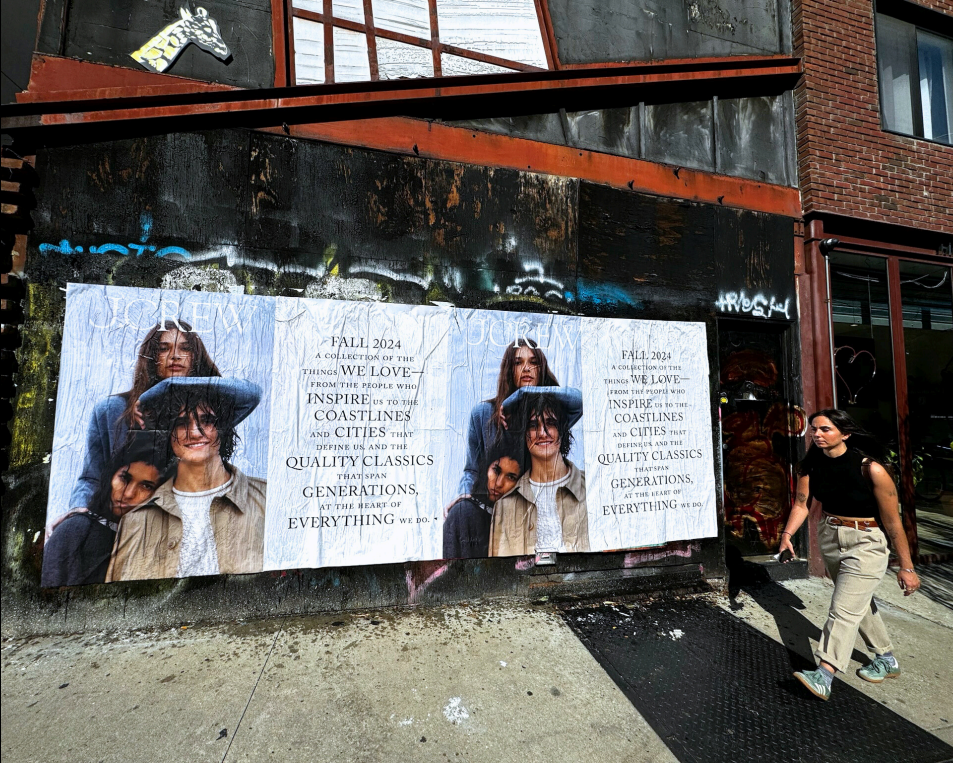 J.CREW
FALL 2024
A COLLECTION OF THE
THINGS WE LOVE—
FROM THE PEOPLE WHO
INSPIRE US TO THE
COASTLINES
AND CITIES THAT
DEFINE US, AND THE
QUALITY CLASSICS
THAT SPAN
GENERATIONS,
AT THE HEART OF
EVERYTHING WE DO.
J.CREW
FALL 2024
A COLLECTION OF THE
THINGS WE LOVE—
FROM THE PEOPLE WHO
INSPIRE US TO THE
COASTLINES
AND CITIES THAT
DEFINE US, AND THE
QUALITY CLASSICS
THAT SPAN
GENERATIONS,
AT THE HEART OF
EVERYTHING WE DO.